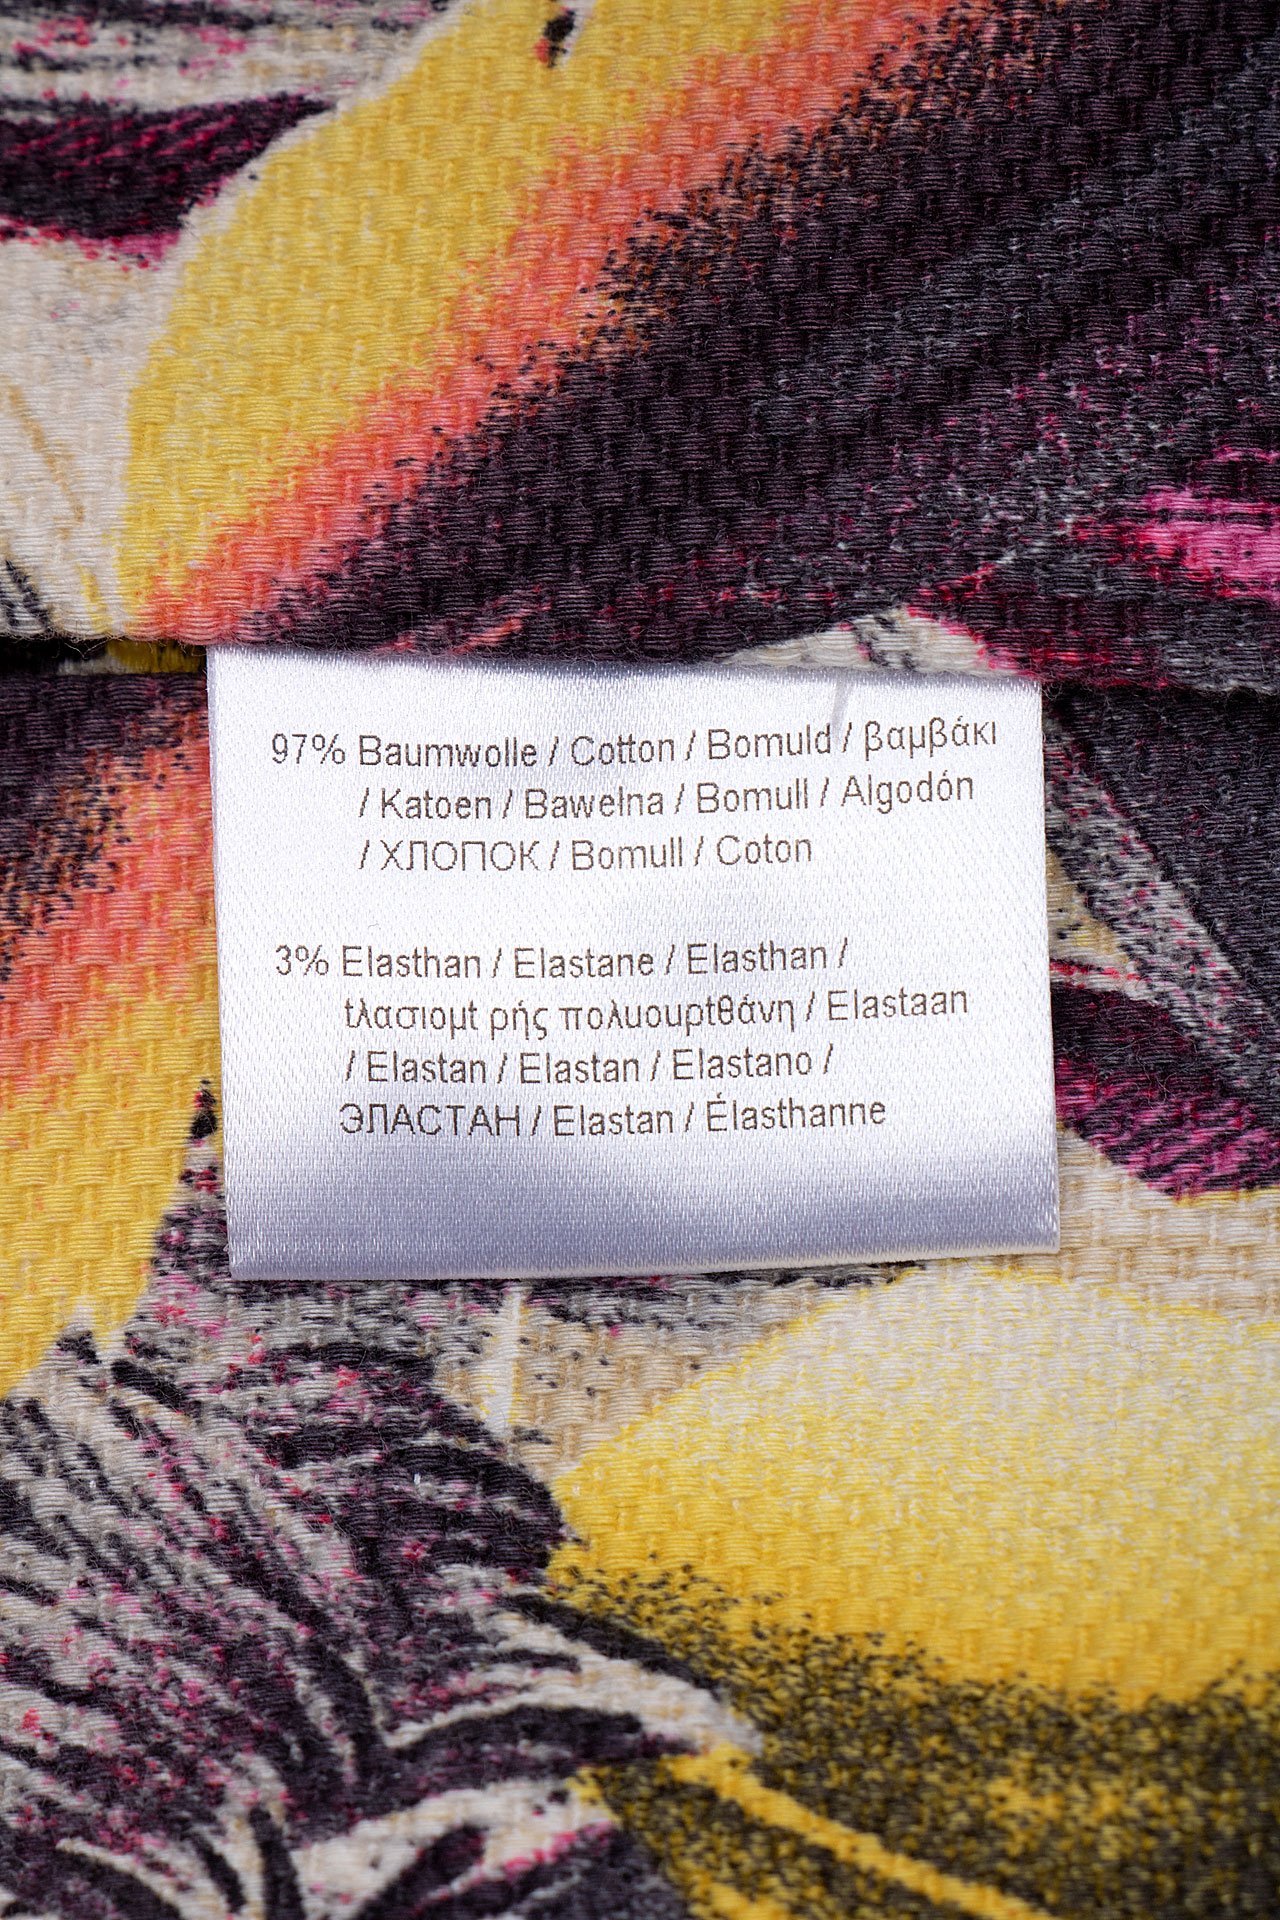 97% Baumwolle / Cotton / Bomuld / βαμβάκι
/ Katoen / Bawełna / Bomull / Algodón
/ ХЛОПОК / Bomull / Coton
3% Elasthan / Elastane / Elasthan /
τλασιομτ ρής πολυουρτθάνη / Elastaan
/ Elastan / Elastan / Elastano /
ЭЛАСТАН / Elastan / Élasthanne